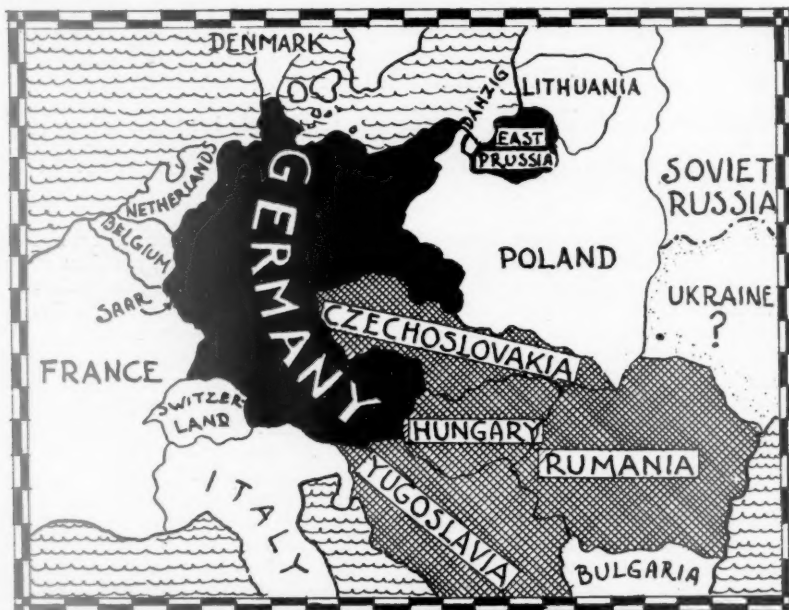 DENMARK
DANZIG
LITHUANIA
EAST
PRUSSIA
SOVIET
RUSSIA
NETHERLANDS
BELGIUM
GERMANY
POLAND
SAAR
UKRAINE
?
CZECHOSLOVAKIA
FRANCE
SWITZER-
LAND
HUNGARY
RUMANIA
ITALY
YUGOSLAVIA
BULGARIA